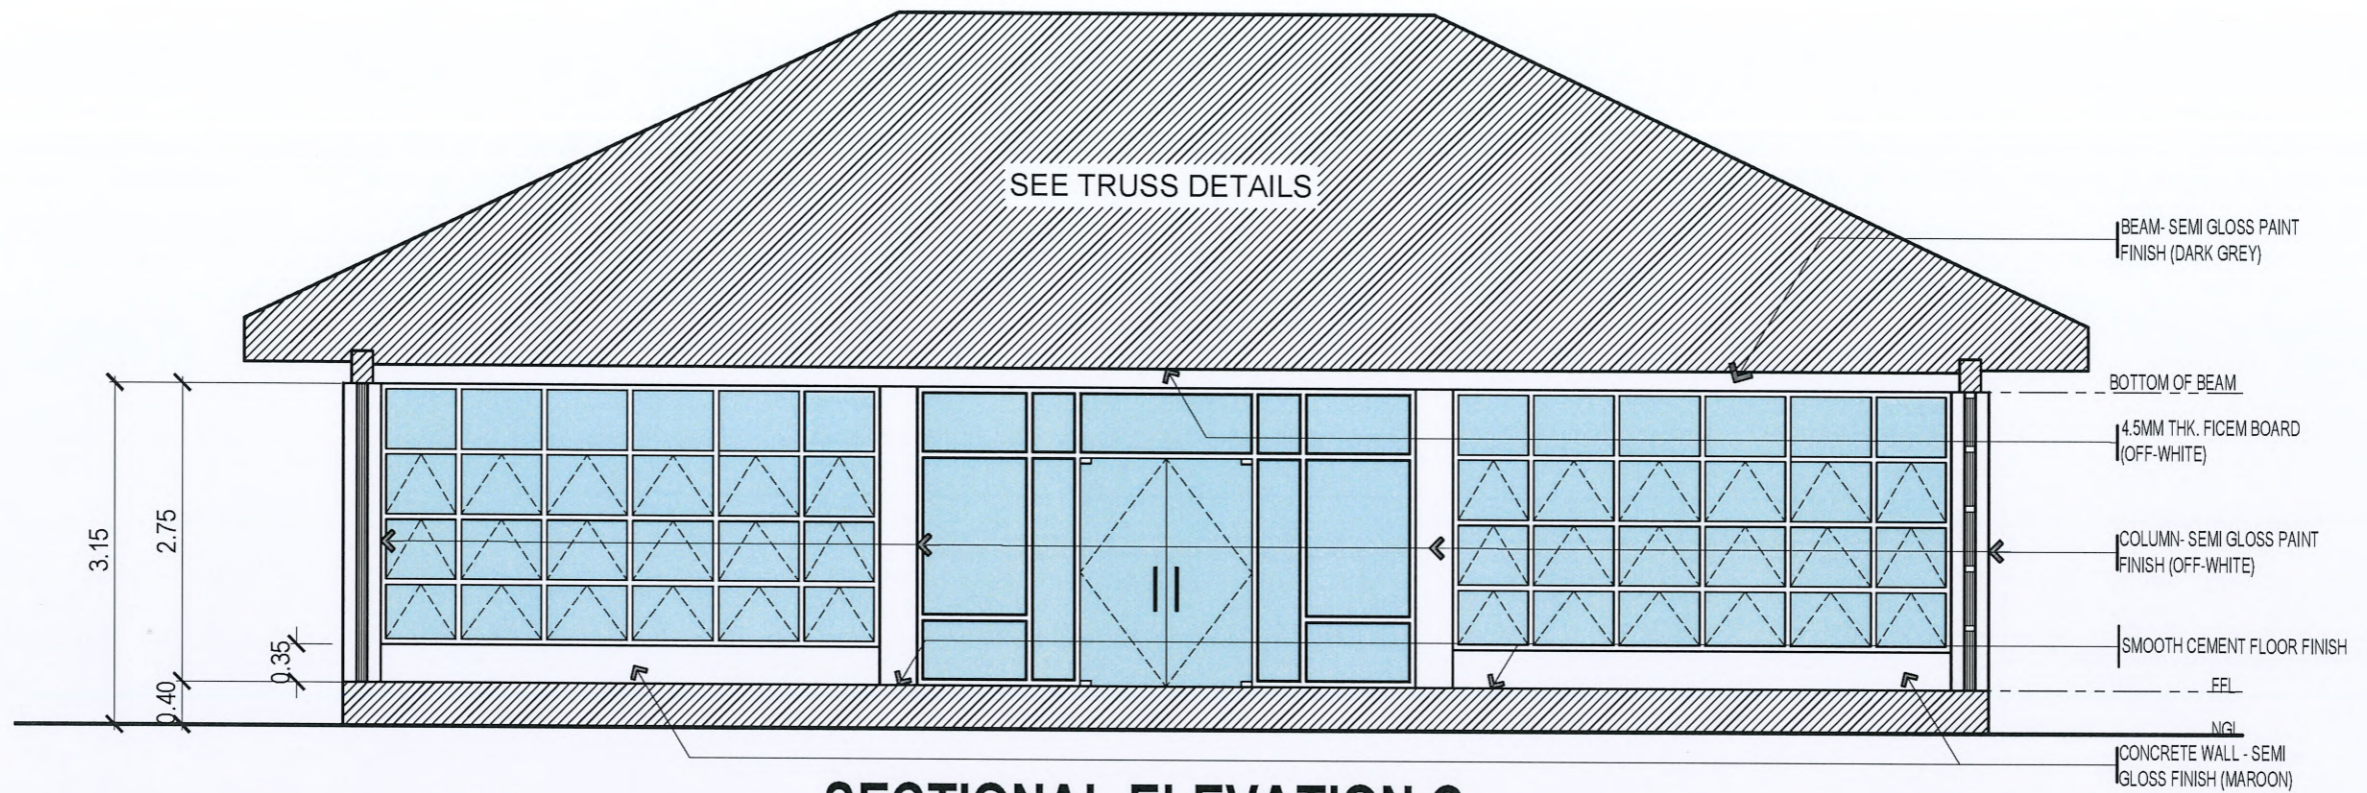 SEE TRUSS DETAILS
BEAM- SEMI GLOSS PAINT
FINISH (DARK GREY)
BOTTOM OF BEAM
4.5MM THK. FICEM BOARD
(OFF-WHITE)
COLUMN- SEMI GLOSS PAINT
FINISH (OFF-WHITE)
3.15
2.75
0.35
0.40
SMOOTH CEMENT FLOOR FINISH
FFL
NGL
CONCRETE WALL - SEMI
GLOSS FINISH (MAROON)
SECTIONAL ELEVATION